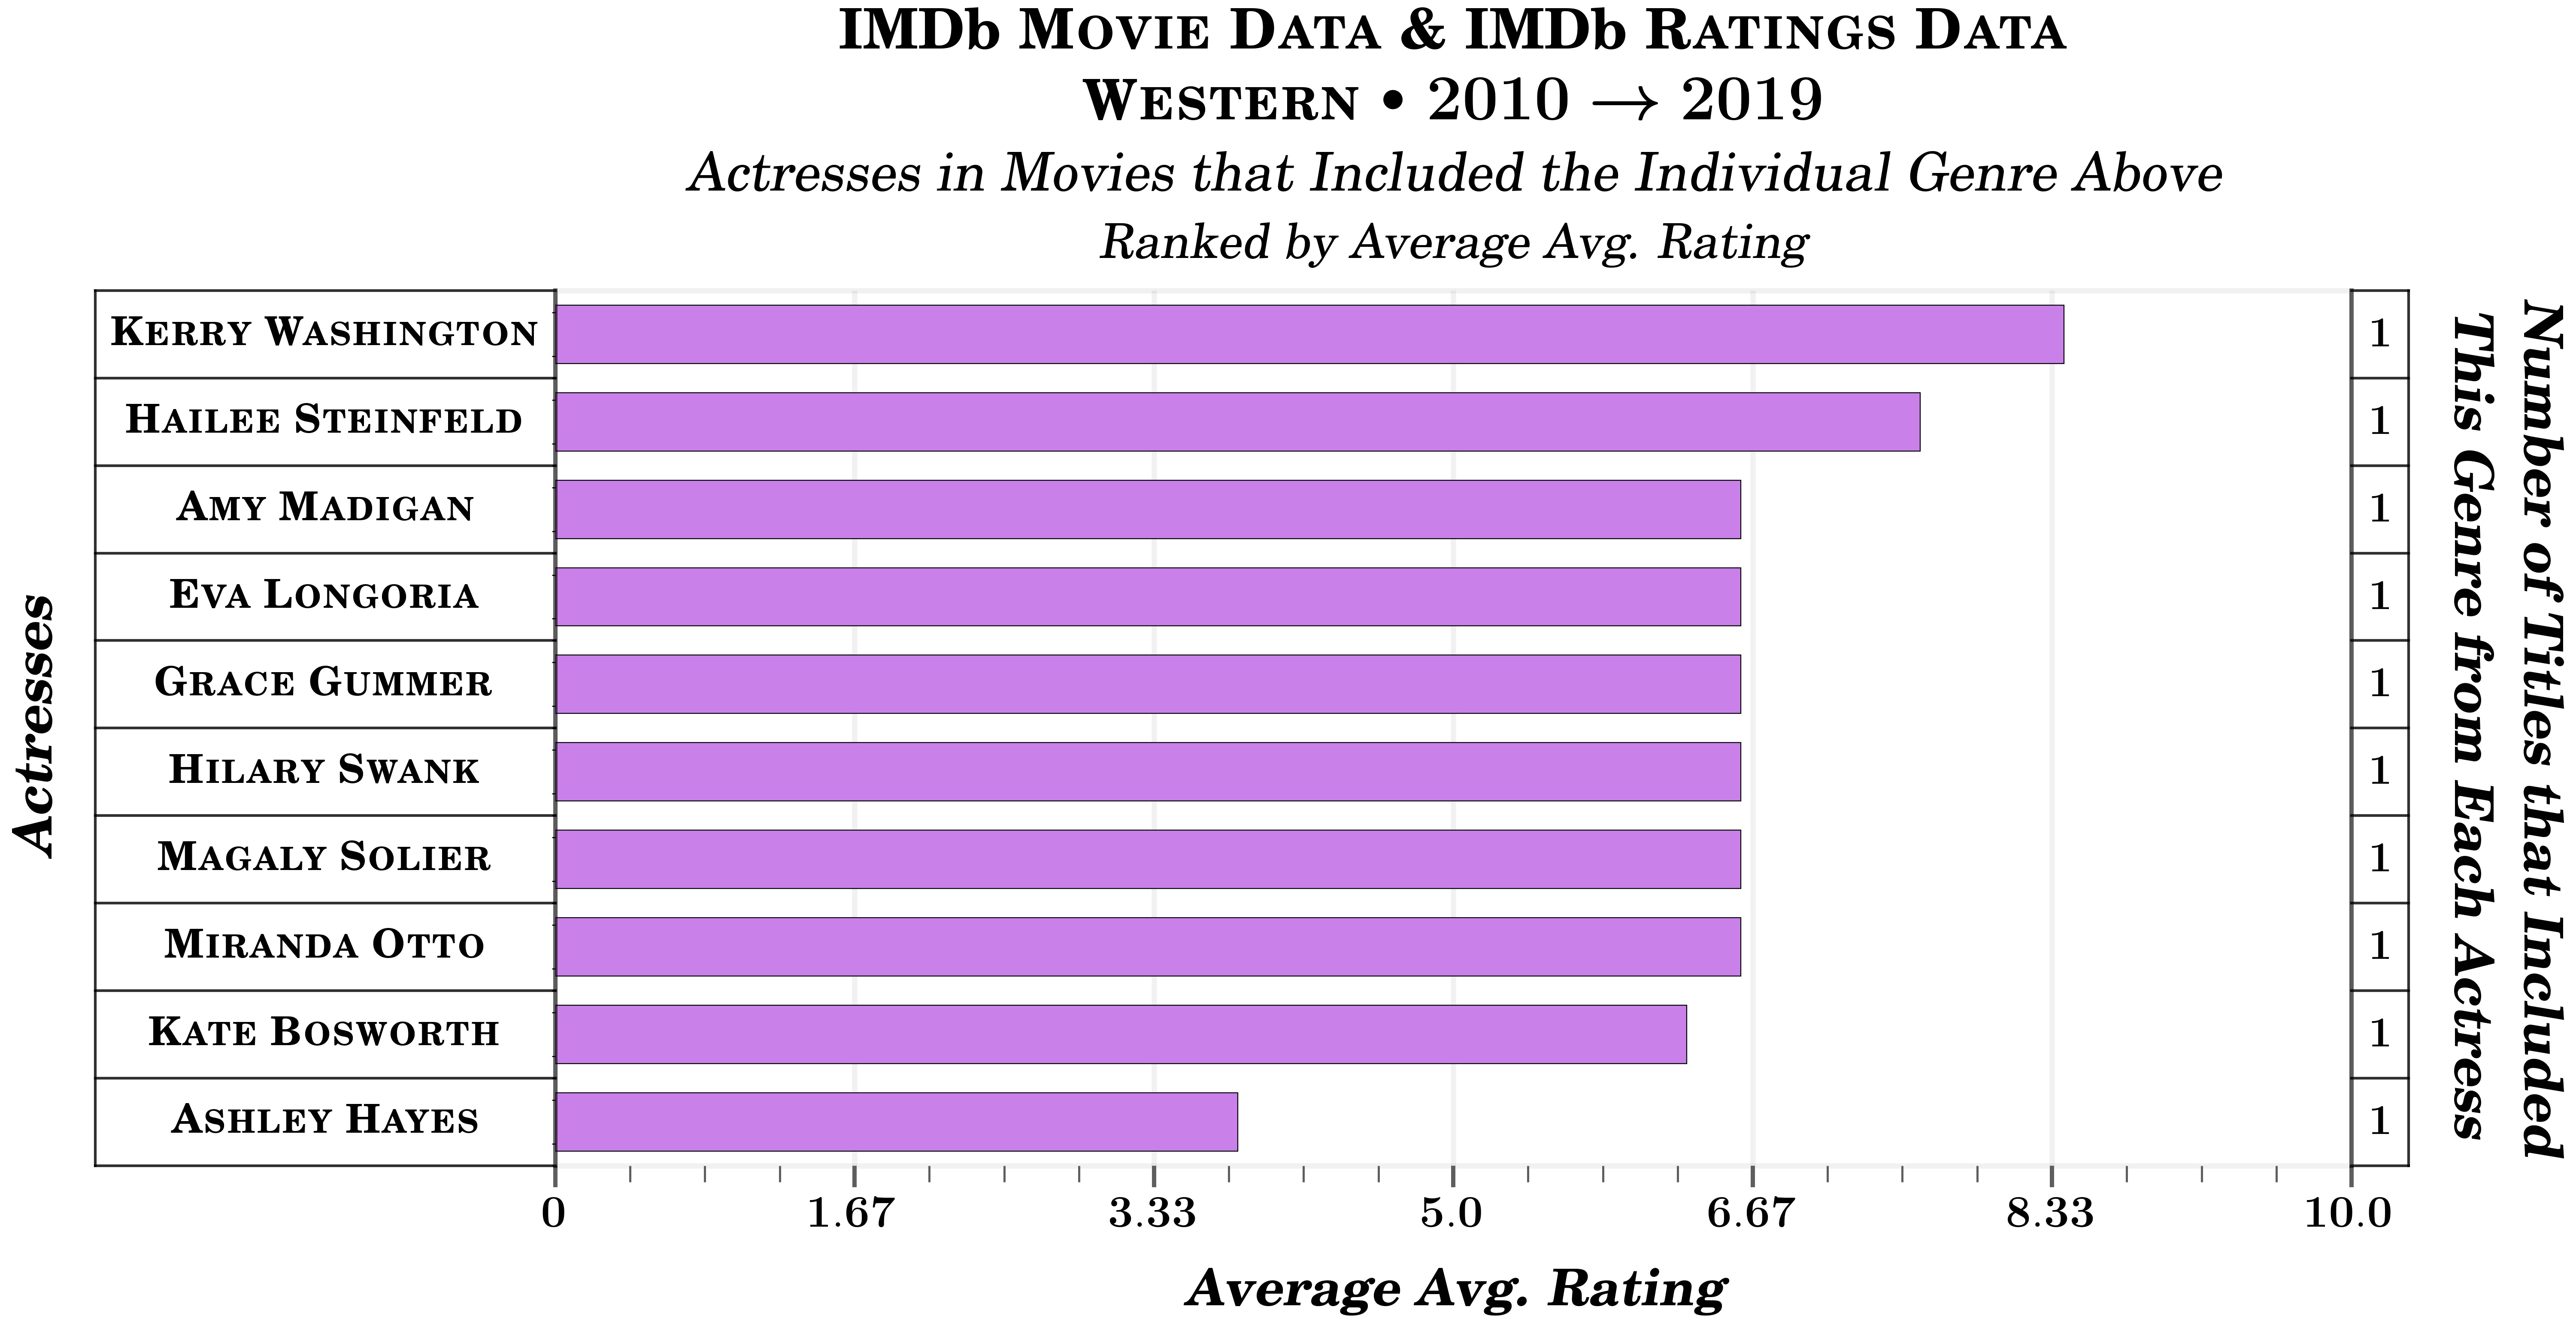 IMDb Movie Data & IMDb Ratings Data
Western • 2010 → 2019
Actresses in Movies that Included the Individual Genre Above
Ranked by Average Avg. Rating
Actresses
Kerry Washington 1
Hailee Steinfeld 1
Amy Madigan 1
Eva Longoria 1
Grace Gummer 1
Hilary Swank 1
Magaly Solier 1
Miranda Otto 1
Kate Bosworth 1
Ashley Hayes 1
0 1.67 3.33 5.0 6.67 8.33 10.0
Average Avg. Rating
Number of Titles that Included
This Genre from Each Actress